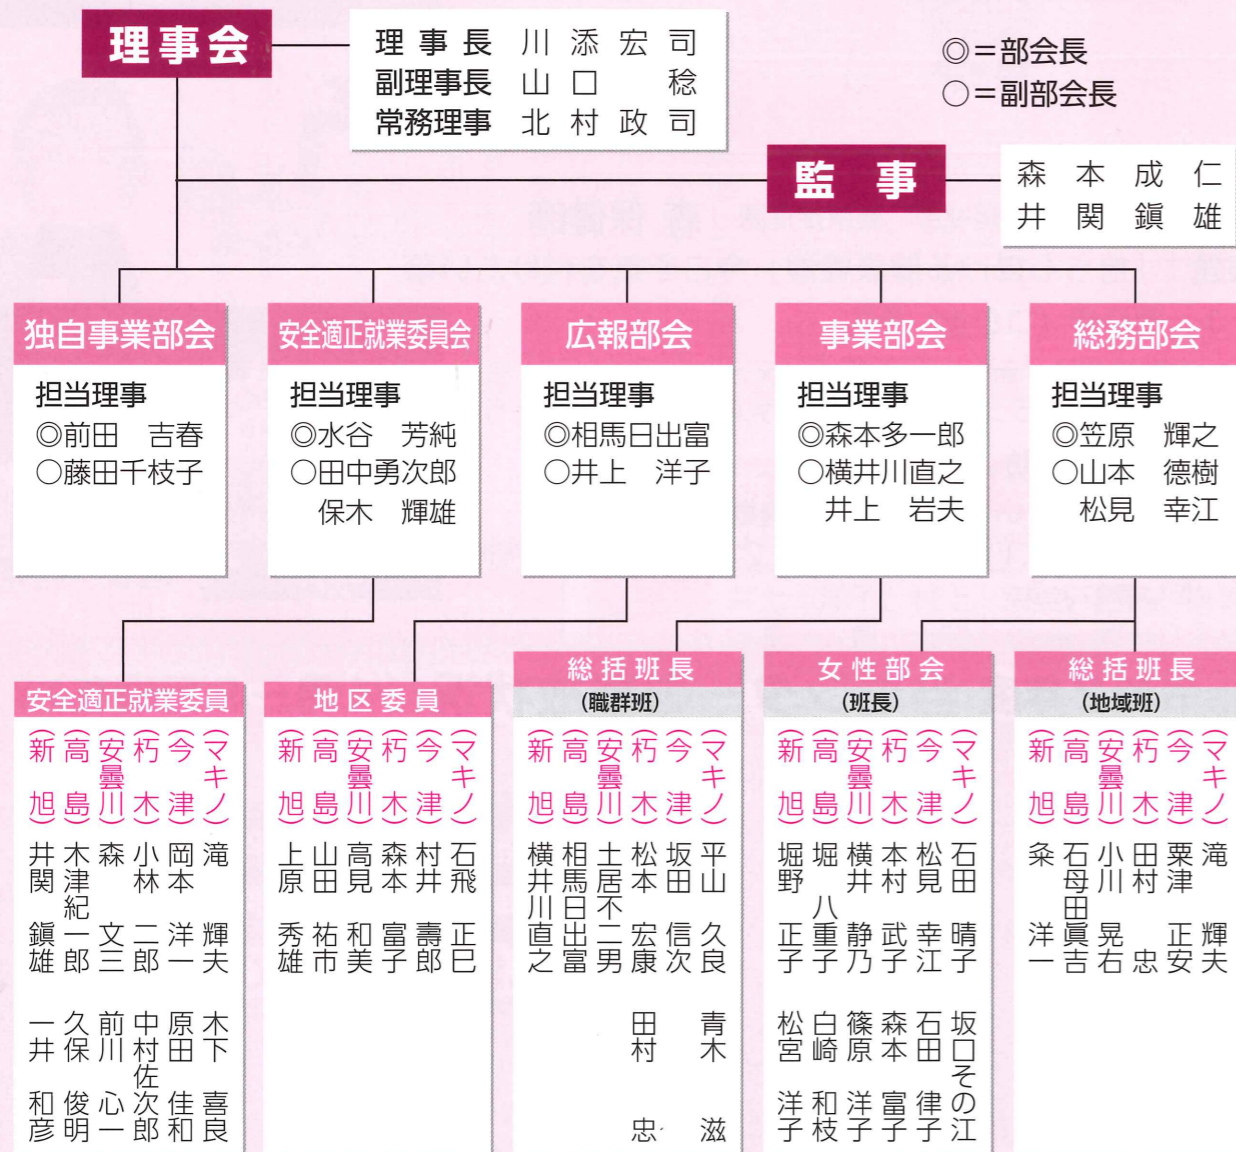 理事会
理事長 川添宏司
副理事長 山口 稔
常務理事 北村政司
◎＝部会長
○＝副部会長
監事
森本成仁
井関鎭雄
独自事業部会
担当理事
◎前田 吉春
○藤田千枝子
安全適正就業委員会
担当理事
◎水谷 芳純
○田中勇次郎
保木 輝雄
広報部会
担当理事
◎相馬日出富
○井上 洋子
事業部会
担当理事
◎森本多一郎
○横井川直之
井上 岩夫
総務部会
担当理事
◎笠原 輝之
○山本 德樹
松見 幸江
安全適正就業委員
(マキノ) 滝 輝夫 木下 喜良
(今津) 岡本 洋一 原田 佳和
(朽木) 小林 二郎 中村佐次郎
(安曇川) 森 文三 前川 心一
(高島) 木津紀一郎 久保 俊明
(新旭) 井関 鎭雄 一井 和彦
地区委員
(マキノ) 石飛 正巳
(今津) 村井 壽郎
(朽木) 森本 富子
(安曇川) 高見 和美
(高島) 山田 祐市
(新旭) 上原 秀雄
総括班長
(職群班)
(マキノ) 平山 久良 青木 滋
(今津) 坂田 信次
(朽木) 松本 宏康 田村 忠
(安曇川) 土居不二男
(高島) 相馬日出富
(新旭) 横井川直之
女性部会
(班長)
(マキノ) 石田 晴子 坂口その江
(今津) 松見 幸江 石田 律子
(朽木) 本村 武子 森本 富子
(安曇川) 横井 静乃 篠原 洋子
(高島) 堀 八重子 白崎 和枝
(新旭) 堀野 正子 松宮 洋子
総括班長
(地域班)
(マキノ) 滝 輝夫
(今津) 粟津 正安
(朽木) 田村 忠
(安曇川) 小川 晃右
(高島) 石母田眞吉
(新旭) 粂 洋一